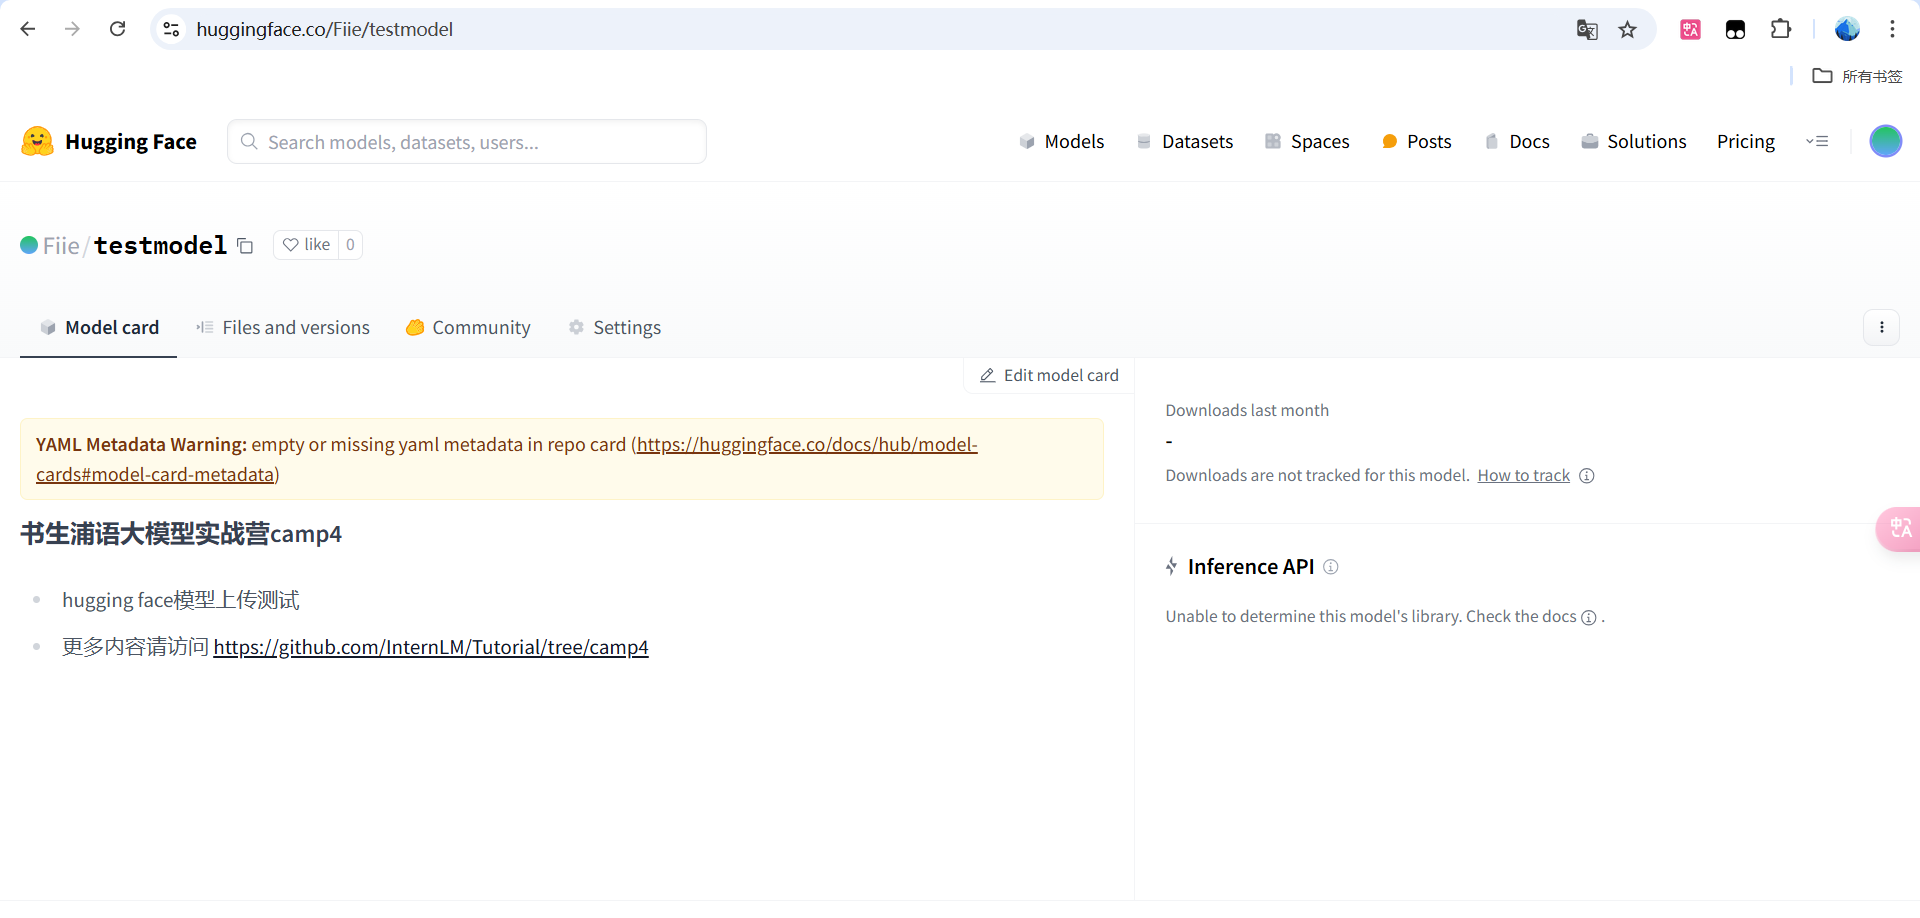 huggingface.co/Fiie/testmodel
所有书签
Hugging Face
Search models, datasets, users...
Models
Datasets
Spaces
Posts
Docs
Solutions
Pricing
Fiie/testmodel
like 0
Model card
Files and versions
Community
Settings
Edit model card
YAML Metadata Warning: empty or missing yaml metadata in repo card (https://huggingface.co/docs/hub/model-
cards#model-card-metadata)
书生浦语大模型实战营camp4
hugging face模型上传测试
更多内容请访问 https://github.com/InternLM/Tutorial/tree/camp4
Downloads last month
-
Downloads are not tracked for this model. How to track
Inference API
Unable to determine this model's library. Check the docs .